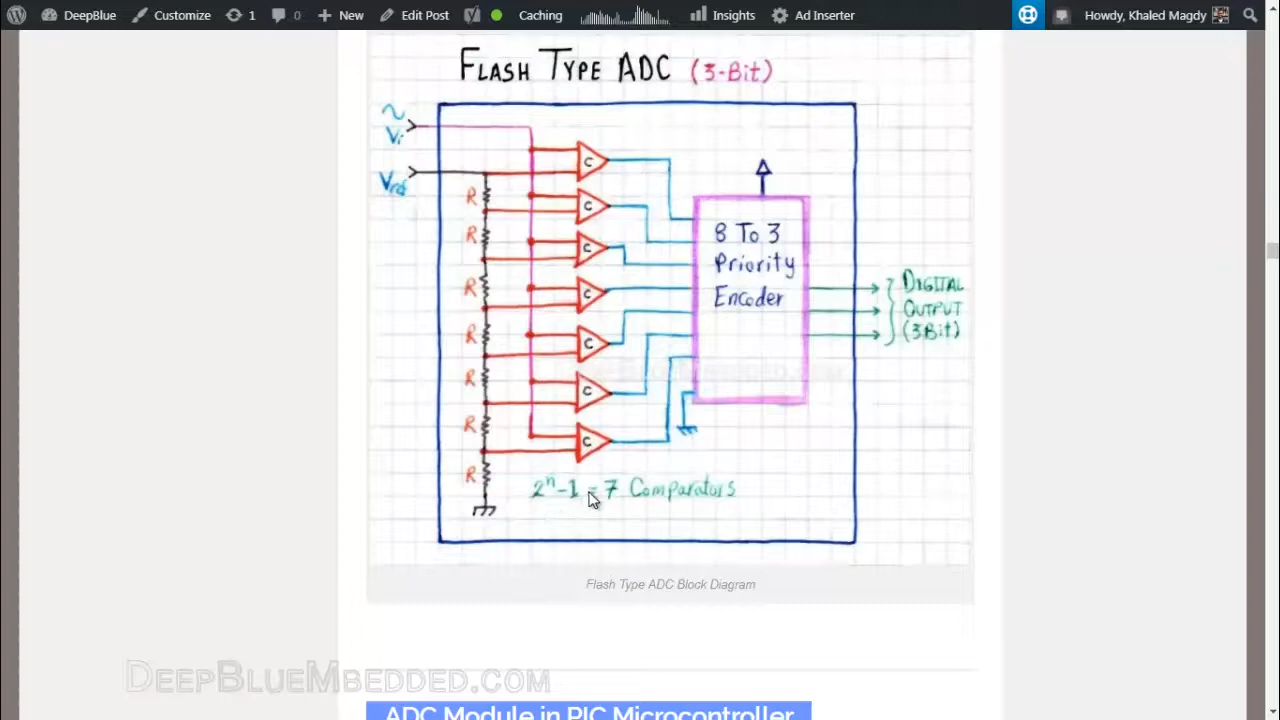 DeepBlue Customize 1 0 New Edit Post Caching Insights Ad Inserter Howdy, Khaled Magdy
FLASH TYPE ADC (3-Bit)
Vi
Vref
R
R
R
R
R
R
R
C
C
C
C
C
C
C
8 To 3
Priority
Encoder
DIGITAL
OUTPUT
(3Bit)
2ⁿ-1 = 7 Comparators
Flash Type ADC Block Diagram
DEEPBLUEMBEDDED.COM
ADC Module in PIC Microcontroller